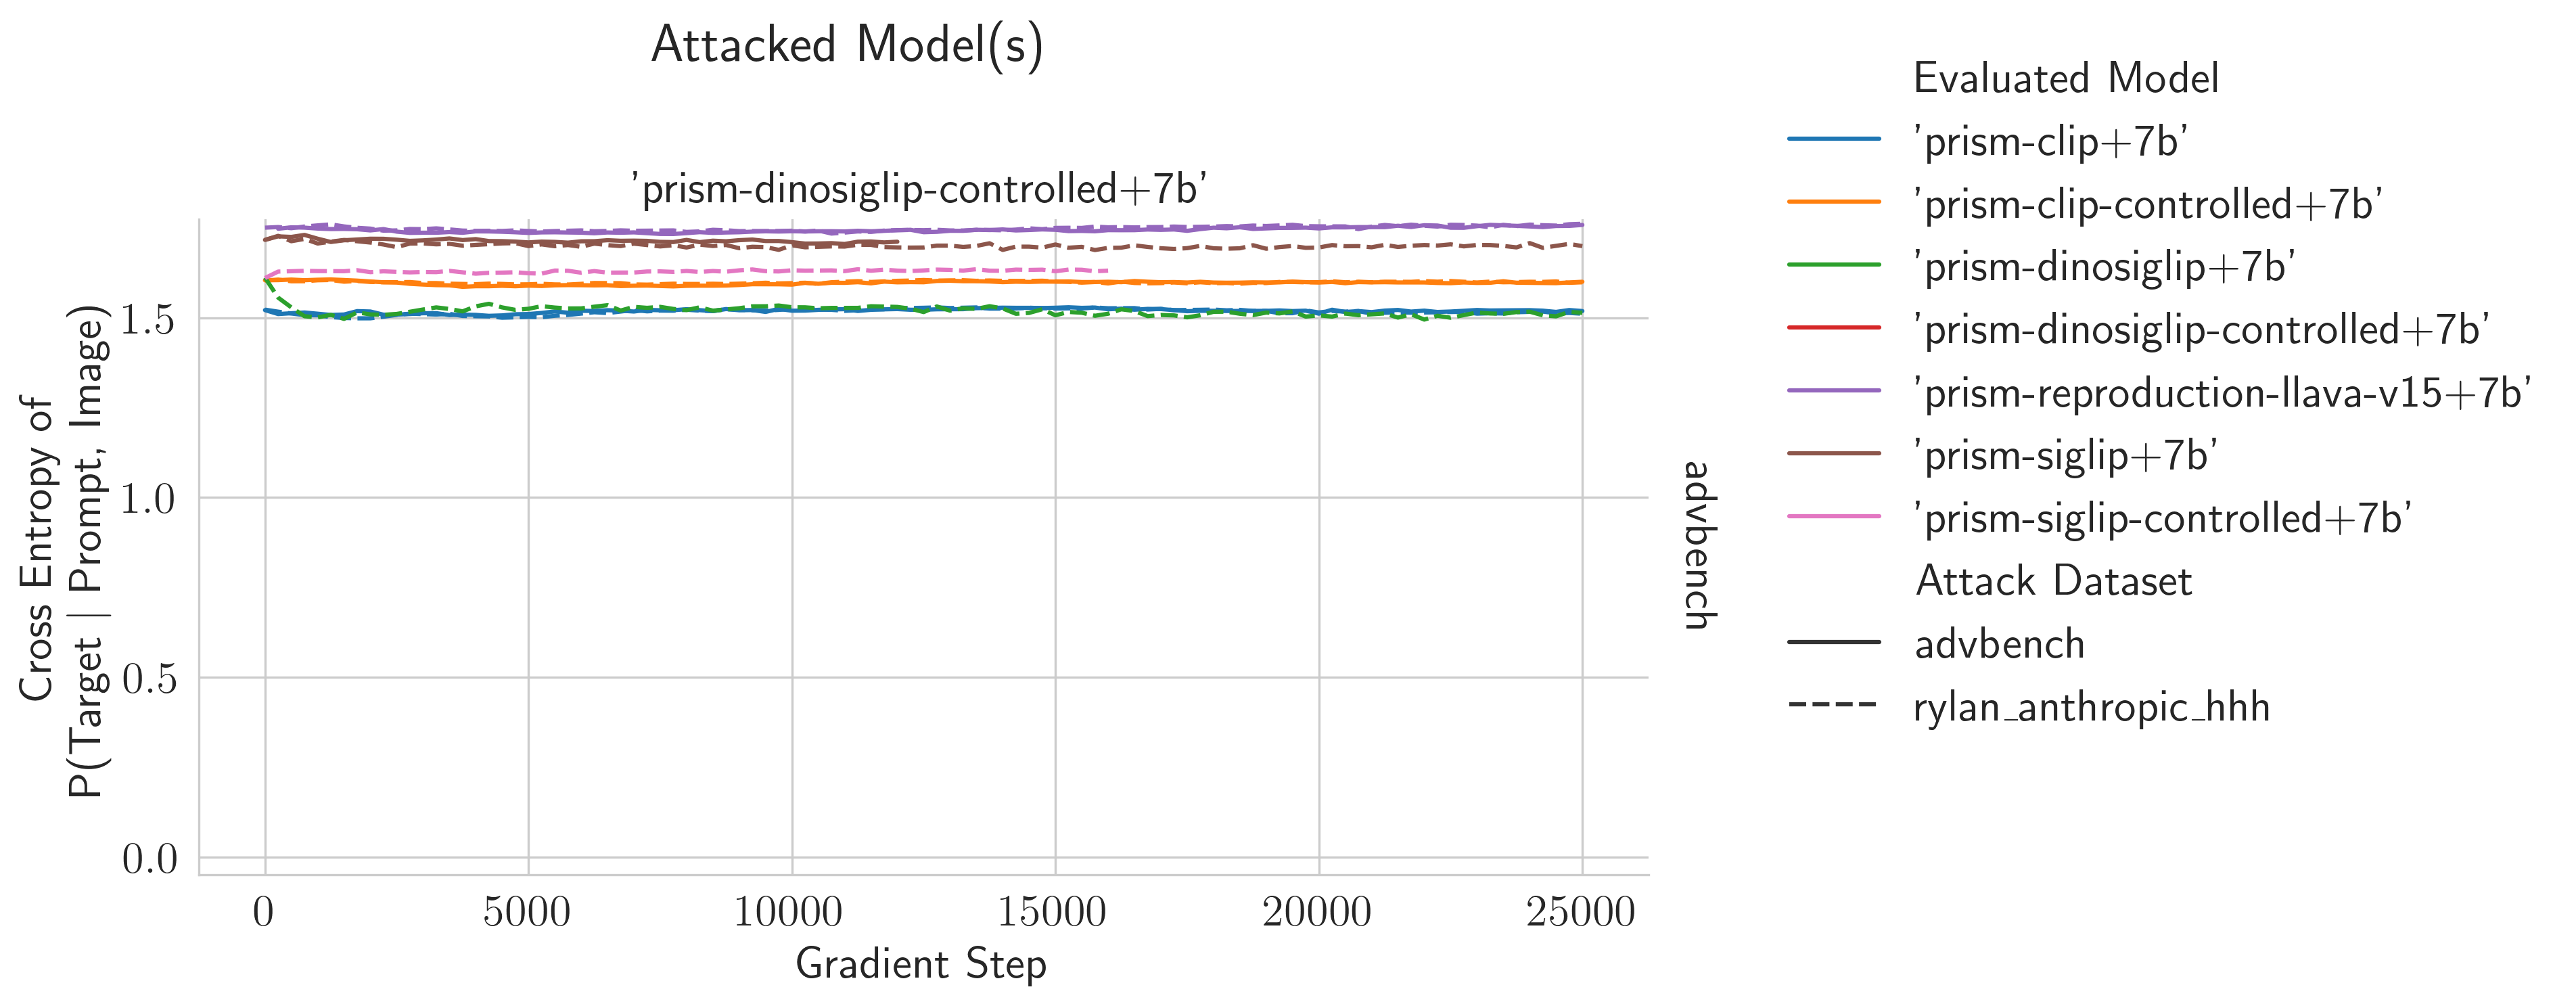 Attacked Model(s)
'prism-dinosiglip-controlled+7b'
Cross Entropy of
P(Target | Prompt, Image)
1.5
1.0
0.5
0.0
0
5000
10000
15000
20000
25000
Gradient Step
advbench
Evaluated Model
'prism-clip+7b'
'prism-clip-controlled+7b'
'prism-dinosiglip+7b'
'prism-dinosiglip-controlled+7b'
'prism-reproduction-llava-v15+7b'
'prism-siglip+7b'
'prism-siglip-controlled+7b'
Attack Dataset
advbench
rylan_anthropic_hhh